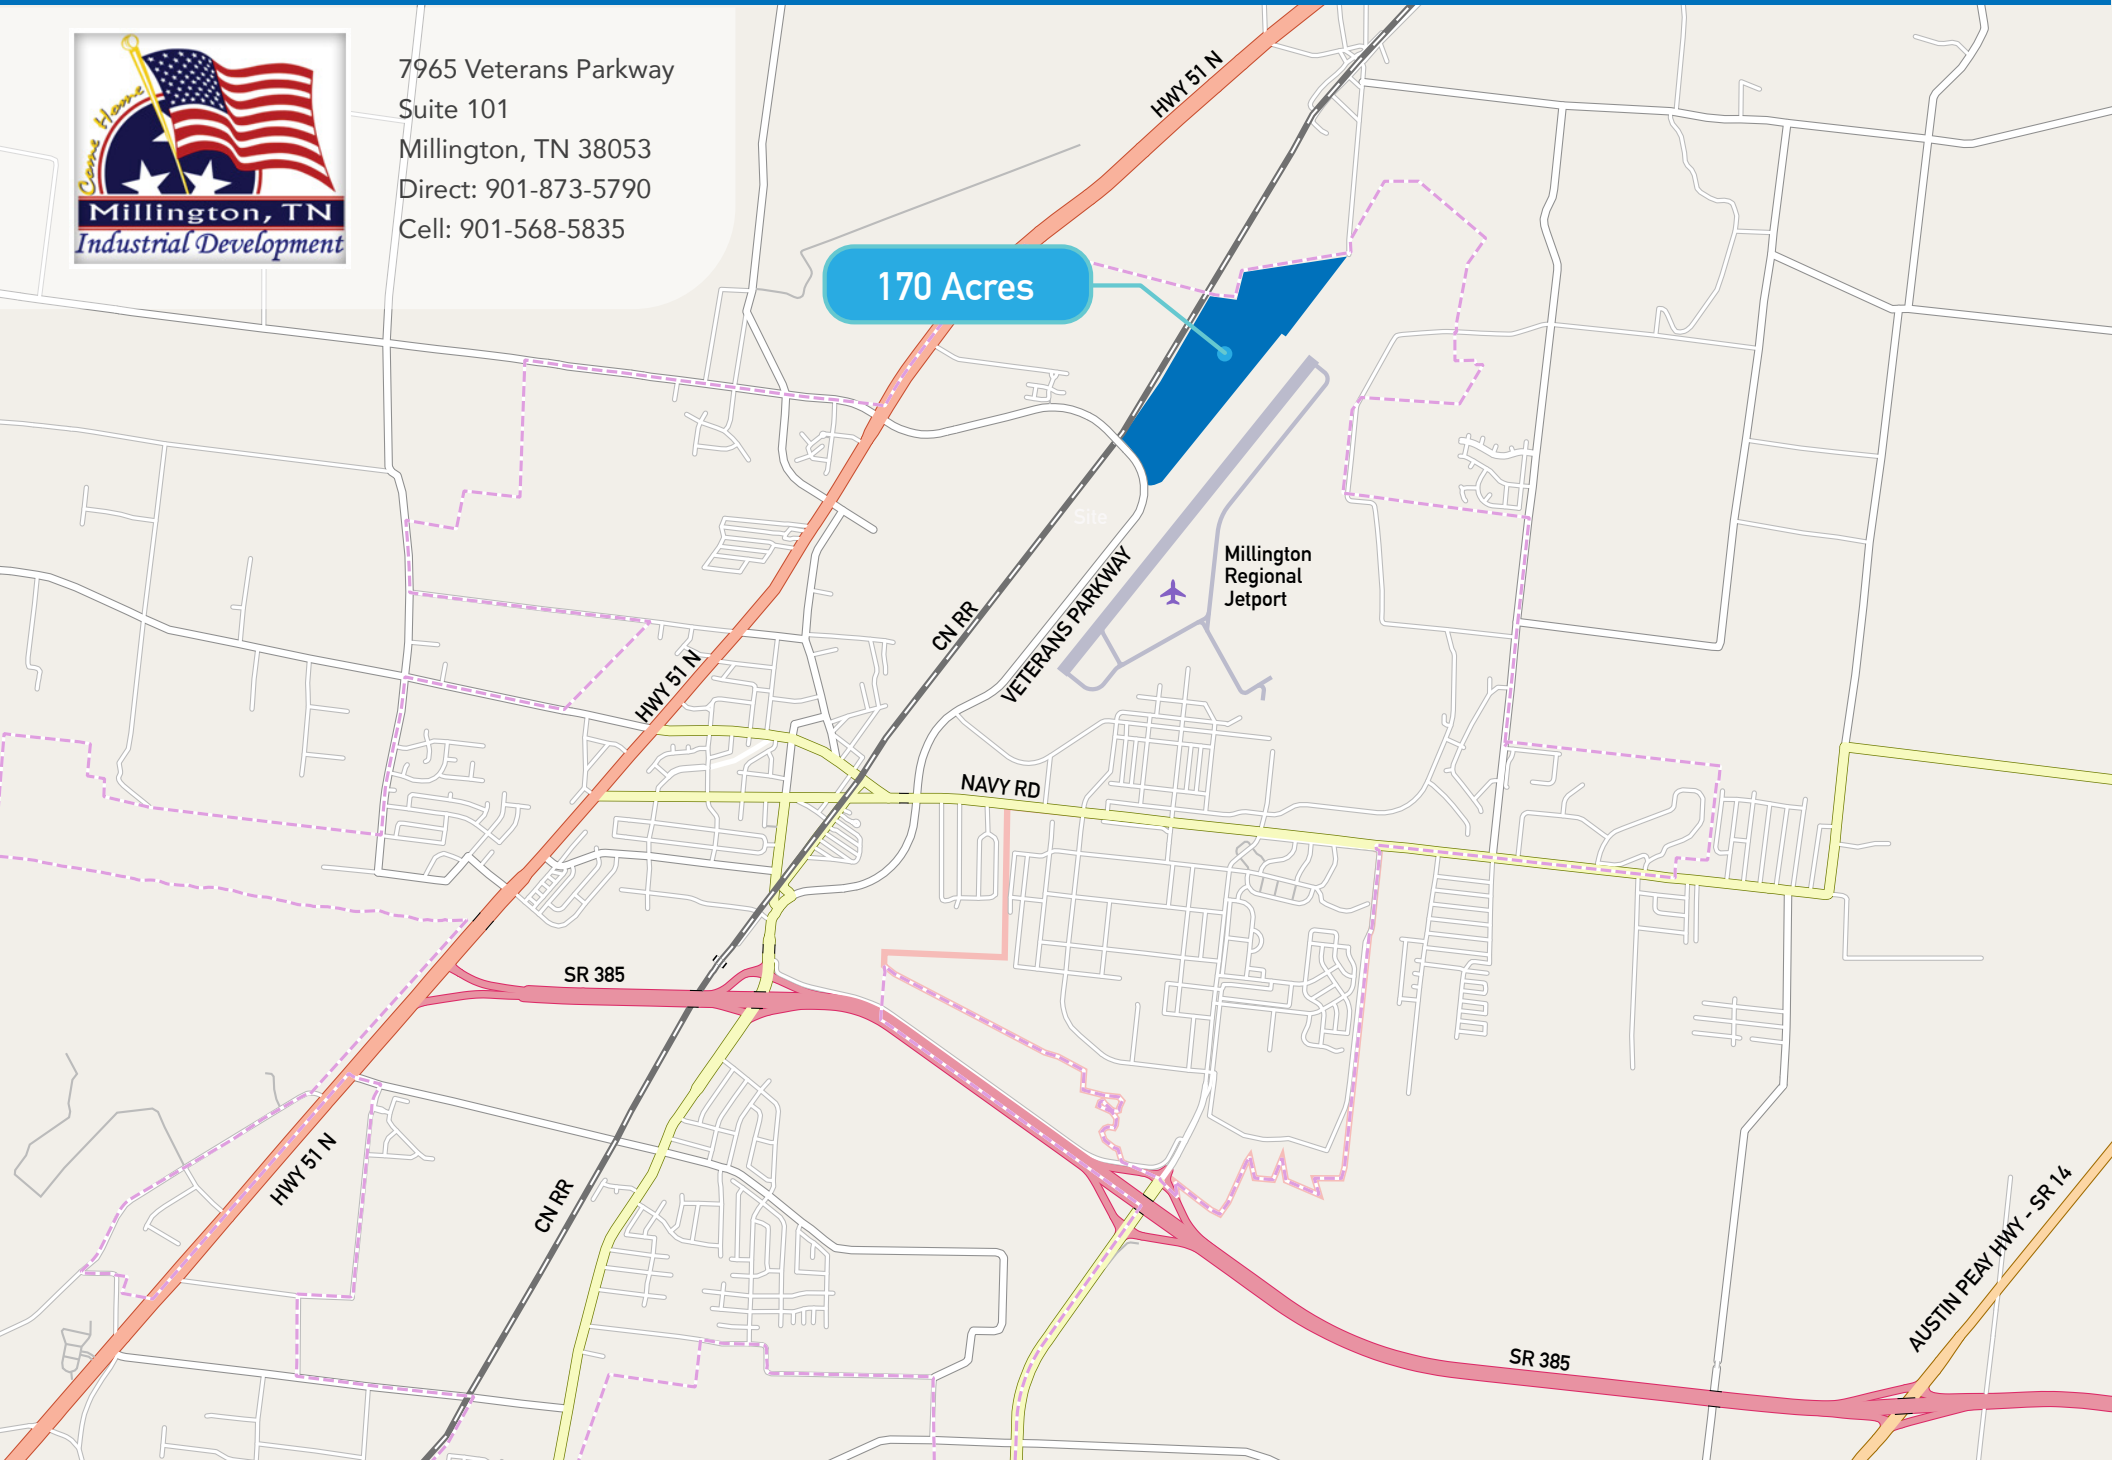 Come Home
Millington, TN
Industrial Development
7965 Veterans Parkway
Suite 101
Millington, TN 38053
Direct: 901-873-5790
Cell: 901-568-5835
HWY 51 N
170 Acres
Site
Millington
Regional
Jetport
CN RR
VETERANS PARKWAY
HWY 51 N
NAVY RD
SR 385
HWY 51 N
CN RR
AUSTIN PEAY HWY - SR 14
SR 385